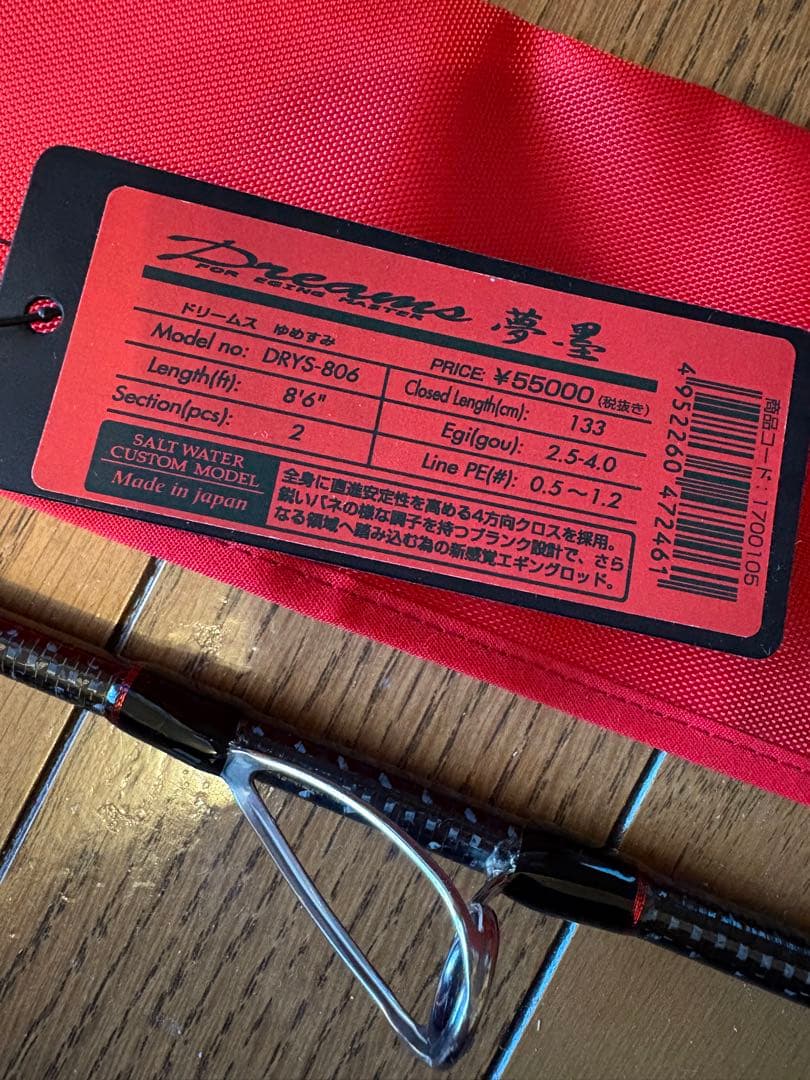 Dreams 夢墨
FOR EGING MASTER
ドリームス ゆめすみ
Model no: DRYS-806
PRICE: ¥55000(税抜き)
Length(ft): 8'6"
Closed Length(cm): 133
Section(pcs): 2
Egi(gou): 2.5-4.0
Line PE(#): 0.5~1.2
SALT WATER
CUSTOM MODEL
Made in japan
全身に直進安定性を高める4方向クロスを採用。
鋭いバネの様な調子を持つブランク設計で、さら
なる領域へ踏み込む為の新感覚エギングロッド。
4952260472461
商品コード:1700105